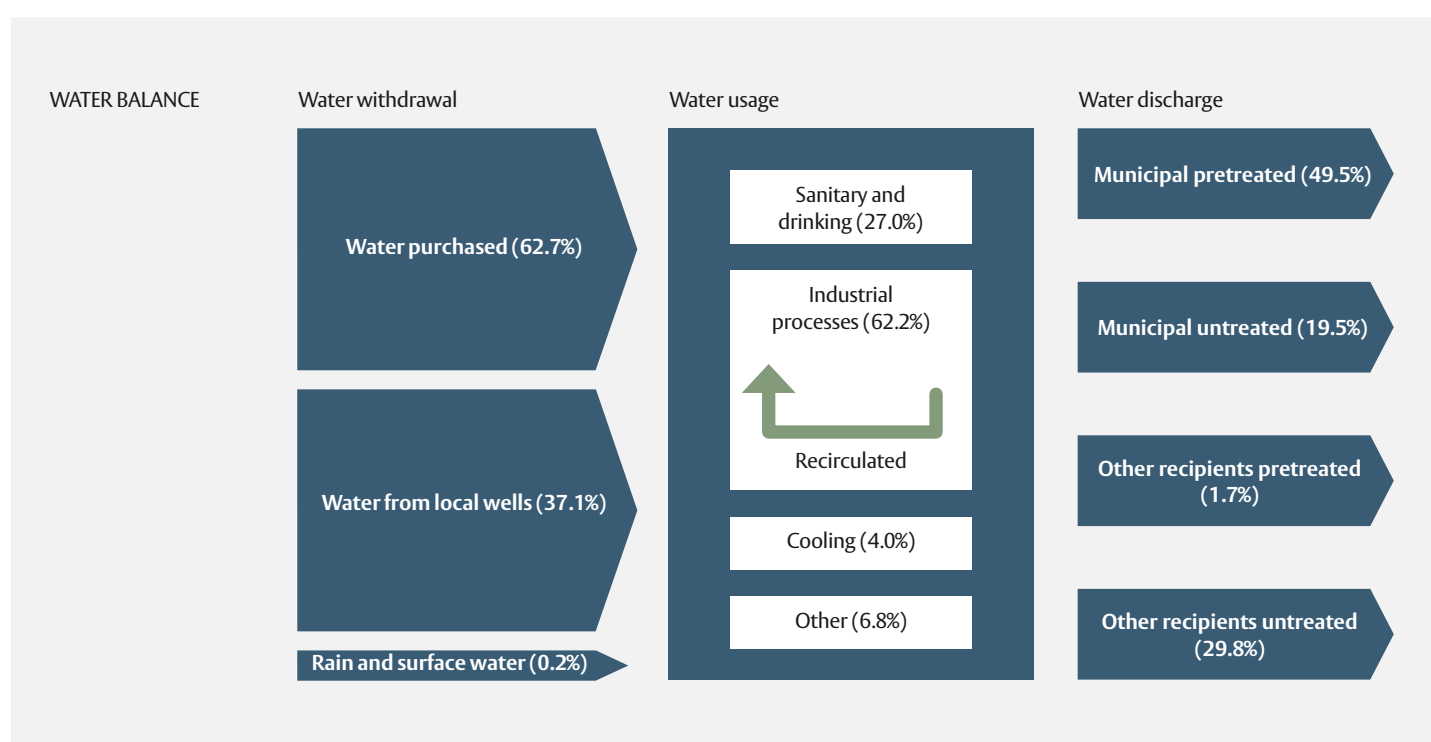 WATER BALANCE
Water withdrawal
Water purchased (62.7%)
Water from local wells (37.1%)
Rain and surface water (0.2%)
Water usage
Sanitary and
drinking (27.0%)
Industrial
processes (62.2%)
Recirculated
Cooling (4.0%)
Other (6.8%)
Water discharge
Municipal pretreated (49.5%)
Municipal untreated (19.5%)
Other recipients pretreated
(1.7%)
Other recipients untreated
(29.8%)